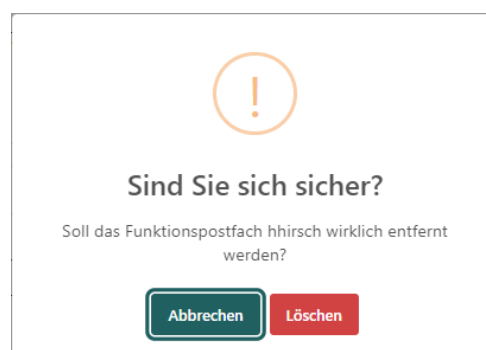 !
Sind Sie sich sicher?
Soll das Funktionspostfach hhirsch wirklich entfernt
werden?
Abbrechen Löschen